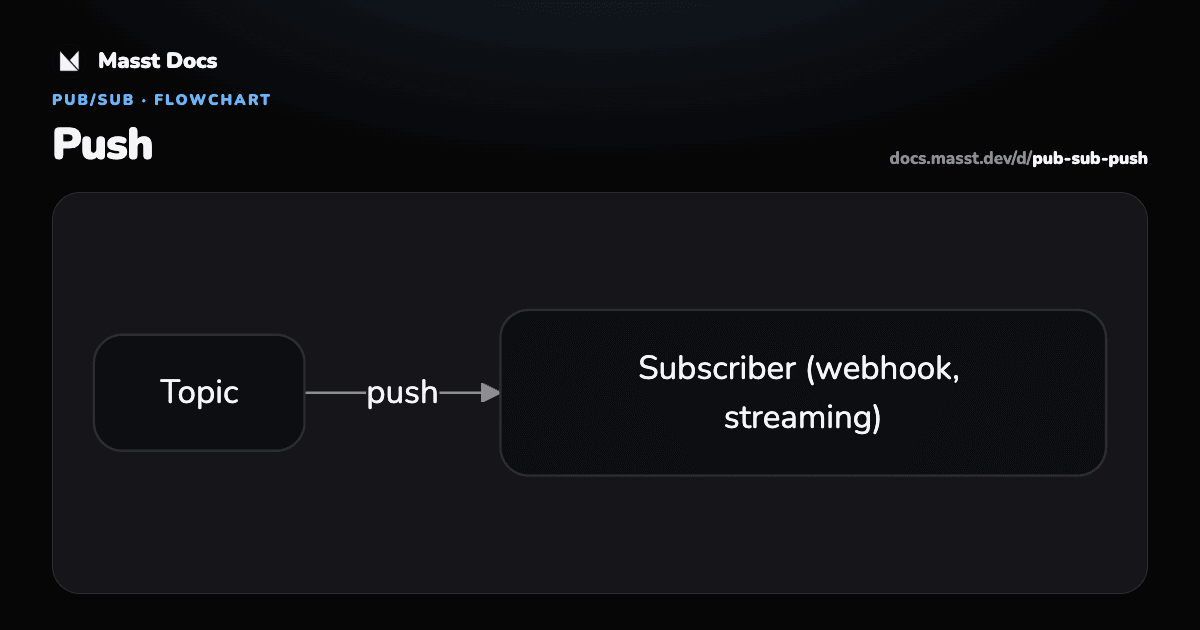 Masst Docs
PUB/SUB · FLOWCHART
Push
docs.masst.dev/d/pub-sub-push
Topic
push
Subscriber (webhook,
streaming)